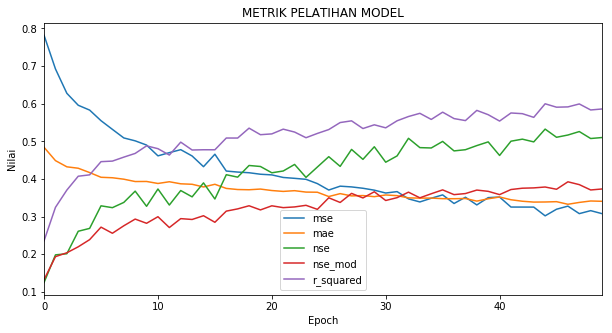 METRIK PELATIHAN MODEL
Nilai
0.8
0.7
0.6
0.5
0.4
0.3
0.2
0.1
0
10
20
30
40
Epoch
mse
mae
nse
nse_mod
r_squared